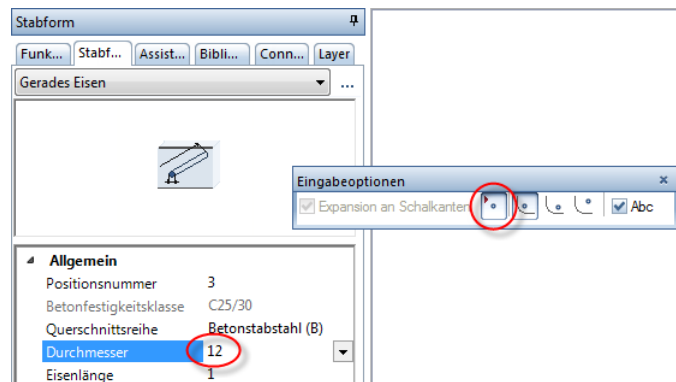 Stabform
Funk... Stabf... Assist... Bibli... Conn... Layer
Gerades Eisen ...
Eingabeoptionen
Expansion an Schalkanten Abc
Allgemein
Positionsnummer 3
Betonfestigkeitsklasse C25/30
Querschnittsreihe Betonstabstahl (B)
Durchmesser 12
Eisenlänge 1